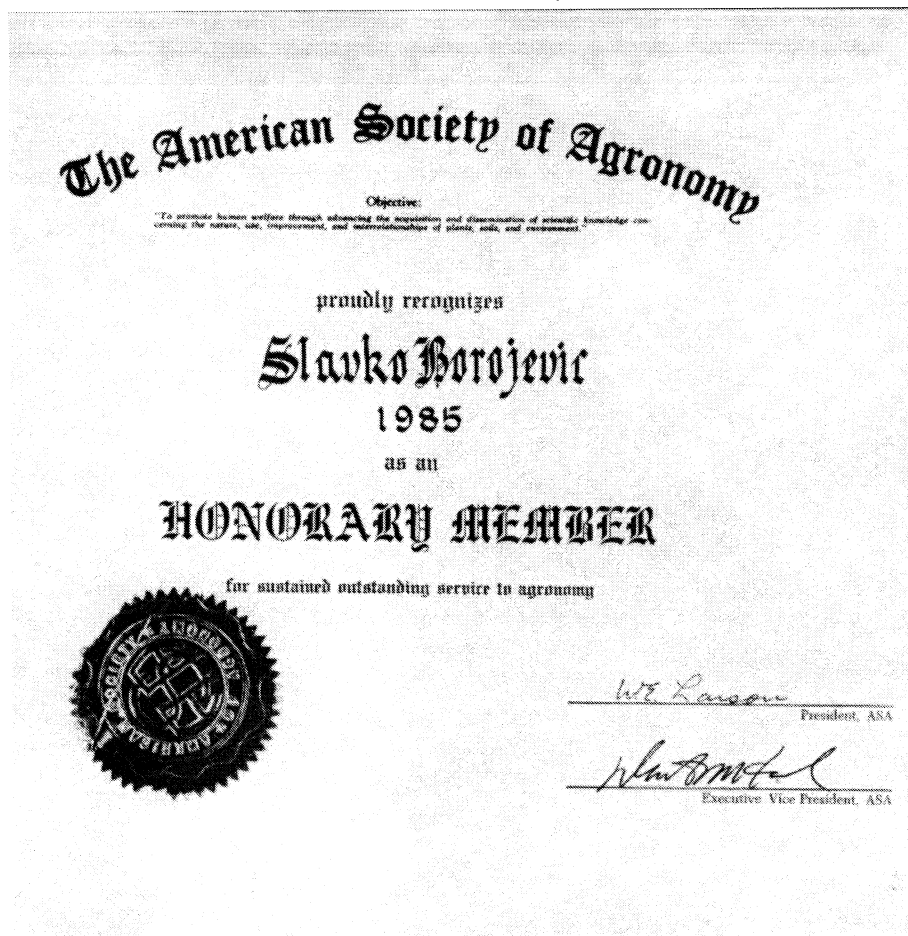 The American Society of Agronomy
Objective:
"To promote human welfare through advancing the acquisition and dissemination of scientific knowledge con-
cerning the nature, use, improvement, and interrelationships of plants, soils, and environment."
proudly recognizes
Slavko Borojevic
1985
as an
HONORARY MEMBER
for sustained outstanding service to agronomy
W E Larson
President, ASA
Executive Vice President, ASA